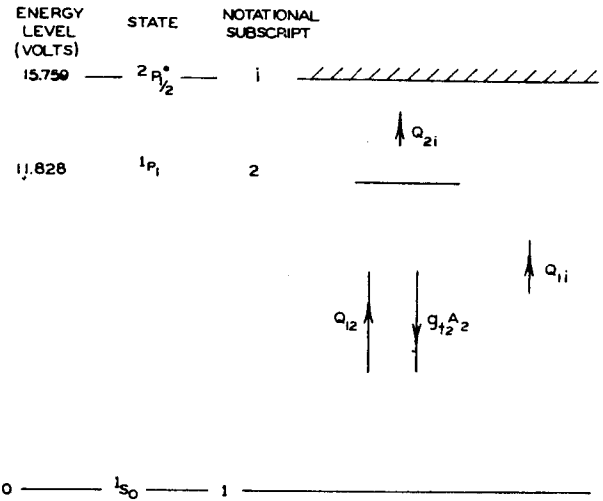 ENERGY LEVEL (VOLTS) STATE NOTATIONAL SUBSCRIPT
15.759 ²P°₁/₂ i
Q₂ᵢ
11.828 ¹P₁ 2
Q₁ᵢ
Q₁₂ g₊₂A₂
0 ¹S₀ 1